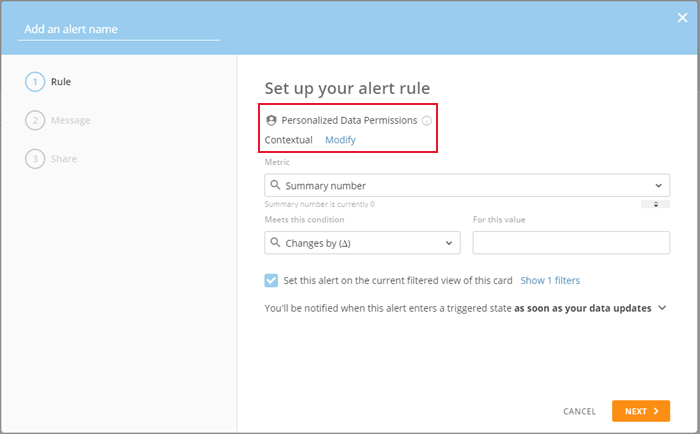 Add an alert name
1 Rule
2 Message
3 Share
Set up your alert rule
Personalized Data Permissions
Contextual Modify
Metric
Summary number
Summary number is currently 0
Meets this condition For this value
Changes by (Δ)
Set this alert on the current filtered view of this card Show 1 filters
You'll be notified when this alert enters a triggered state as soon as your data updates
CANCEL NEXT